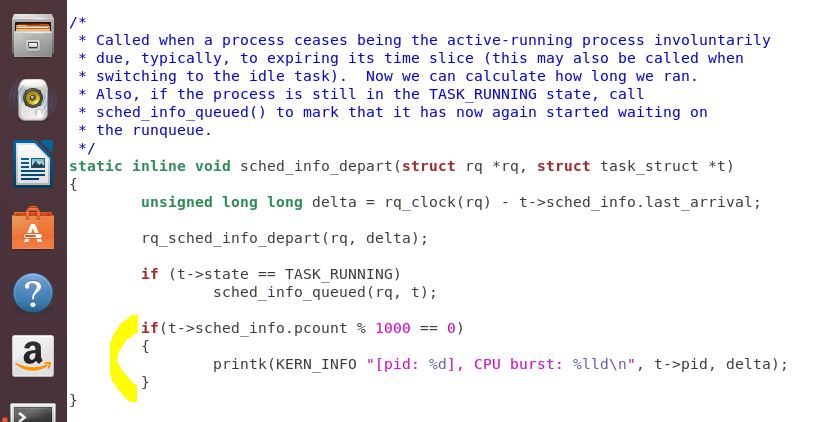 /*
 * Called when a process ceases being the active-running process involuntarily
 * due, typically, to expiring its time slice (this may also be called when
 * switching to the idle task).  Now we can calculate how long we ran.
 * Also, if the process is still in the TASK_RUNNING state, call
 * sched_info_queued() to mark that it has now again started waiting on
 * the runqueue.
 */
static inline void sched_info_depart(struct rq *rq, struct task_struct *t)
{
        unsigned long long delta = rq_clock(rq) - t->sched_info.last_arrival;

        rq_sched_info_depart(rq, delta);

        if (t->state == TASK_RUNNING)
                sched_info_queued(rq, t);

        if(t->sched_info.pcount % 1000 == 0)
        {
                printk(KERN_INFO "[pid: %d], CPU burst: %lld\n", t->pid, delta);
        }
}
A
?
a
>_